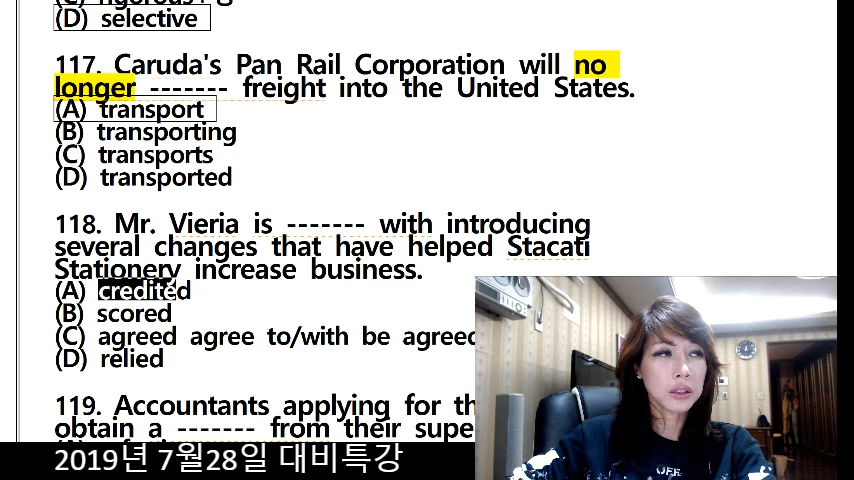 (D) selective
117. Caruda's Pan Rail Corporation will no
longer ------- freight into the United States.
(A) transport
(B) transporting
(C) transports
(D) transported
118. Mr. Vieria is ------- with introducing
several changes that have helped Stacati
Stationery increase business.
(A) credited
(B) scored
(C) agreed agree to/with be agreed
(D) relied
119. Accountants applying for
obtain a ------- from their
2019년 7월28일 대비특강